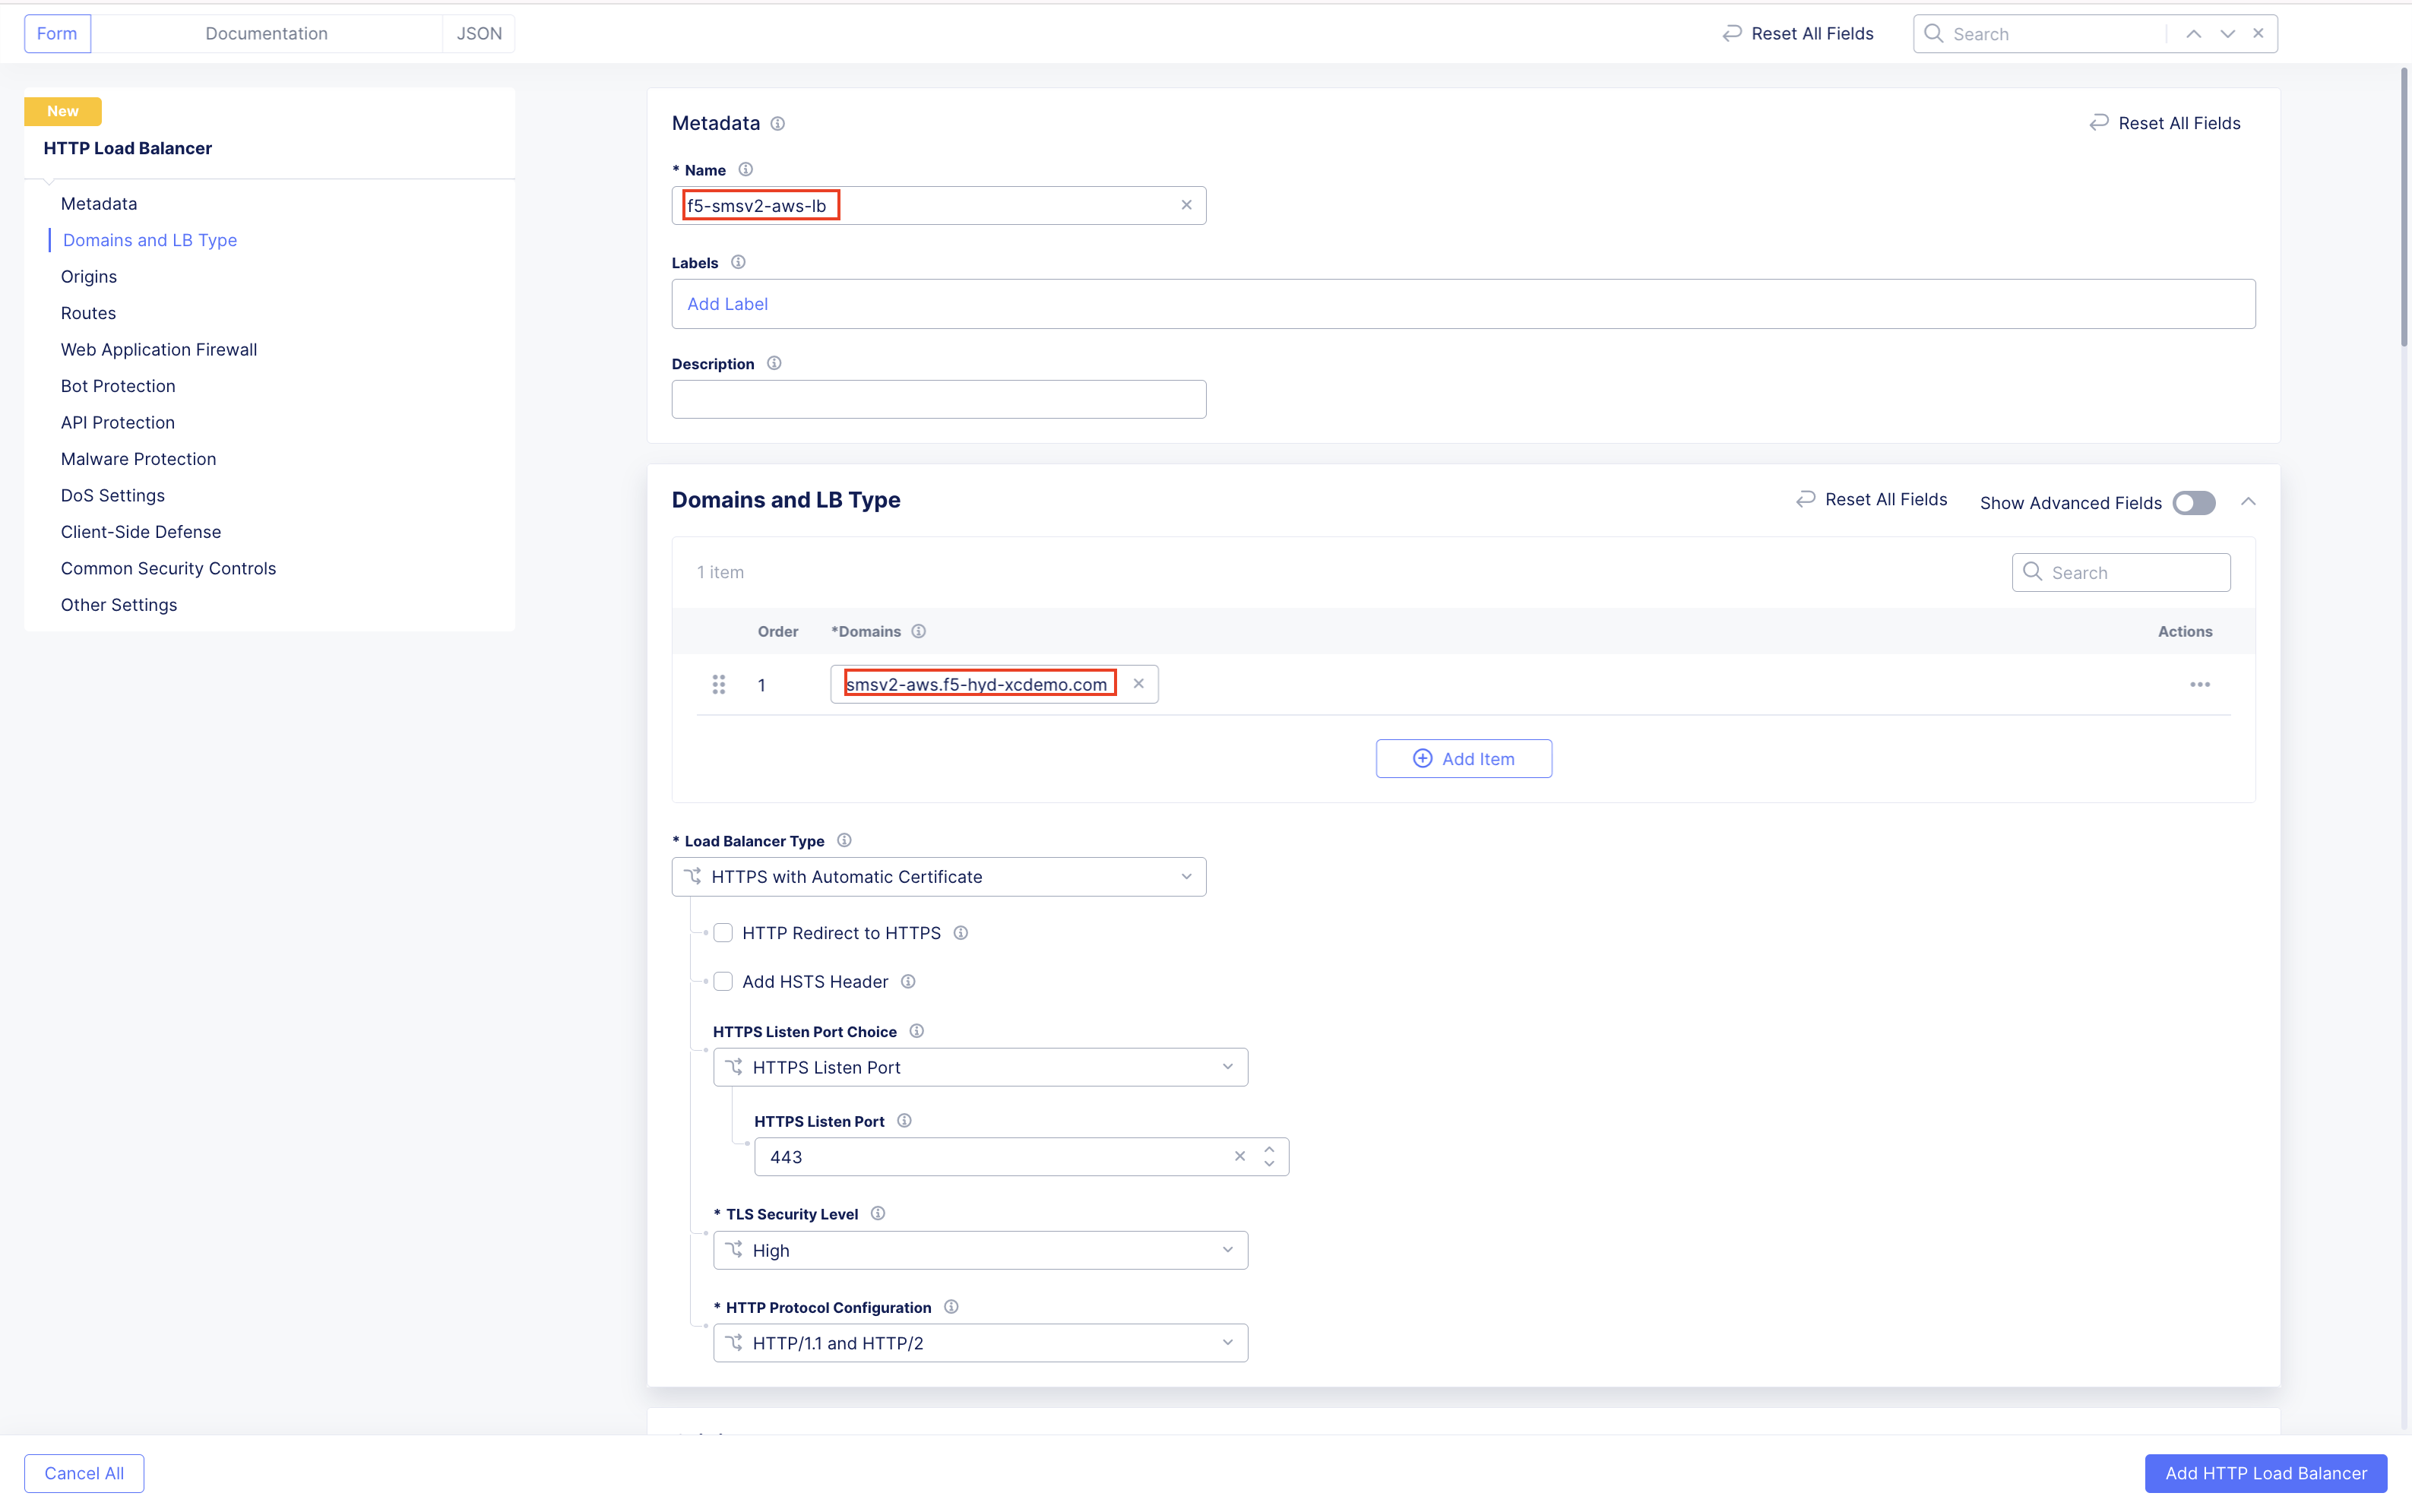 Form Documentation JSON
Reset All Fields
Search
New
HTTP Load Balancer
Metadata
Domains and LB Type
Origins
Routes
Web Application Firewall
Bot Protection
API Protection
Malware Protection
DoS Settings
Client-Side Defense
Common Security Controls
Other Settings
Metadata
Reset All Fields
* Name
f5-smsv2-aws-lb
Labels
Add Label
Description
Domains and LB Type
Reset All Fields
Show Advanced Fields
1 item
Search
Order *Domains Actions
1 smsv2-aws.f5-hyd-xcdemo.com
Add Item
* Load Balancer Type
HTTPS with Automatic Certificate
HTTP Redirect to HTTPS
Add HSTS Header
HTTPS Listen Port Choice
HTTPS Listen Port
HTTPS Listen Port
443
* TLS Security Level
High
* HTTP Protocol Configuration
HTTP/1.1 and HTTP/2
Cancel All
Add HTTP Load Balancer